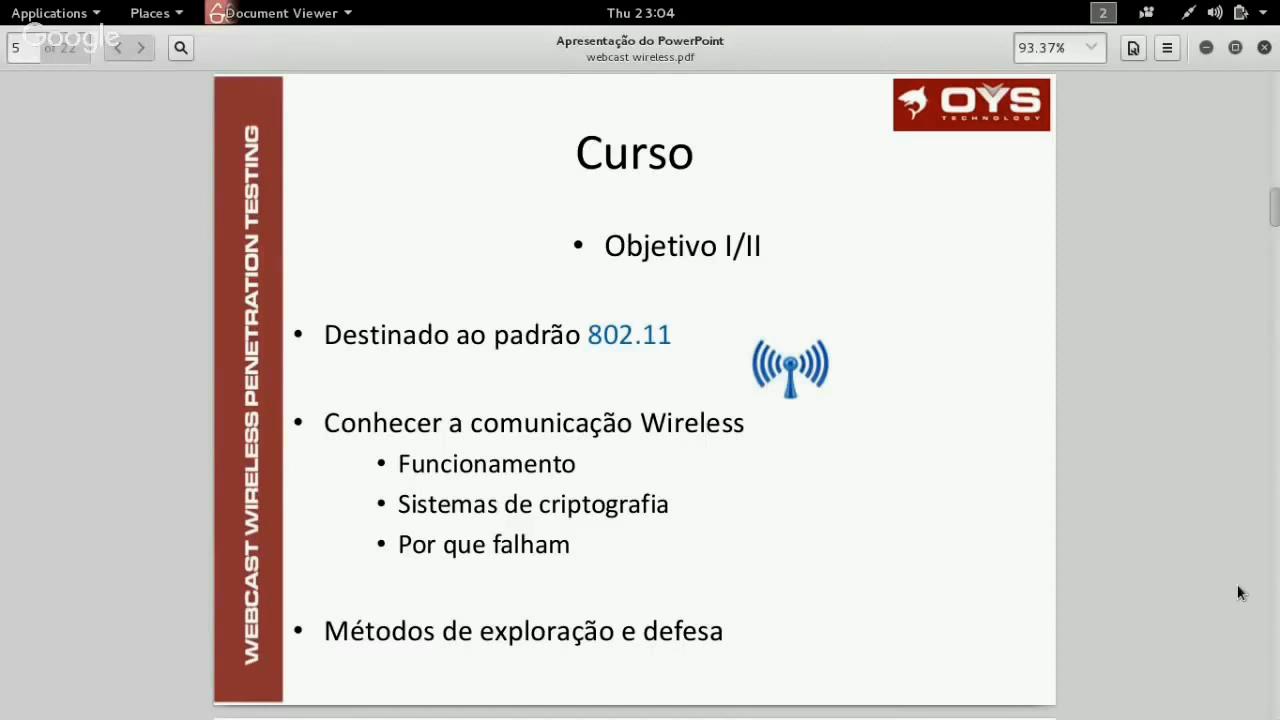 Applications Places Document Viewer Thu 23:04 2
Google
5 of 22
Apresentação do PowerPoint
webcast wireless.pdf
93.37%
WEBCAST WIRELESS PENETRATION TESTING
OYS
TECHNOLOGY
Curso
• Objetivo I/II
• Destinado ao padrão 802.11
• Conhecer a comunicação Wireless
• Funcionamento
• Sistemas de criptografia
• Por que falham
• Métodos de exploração e defesa